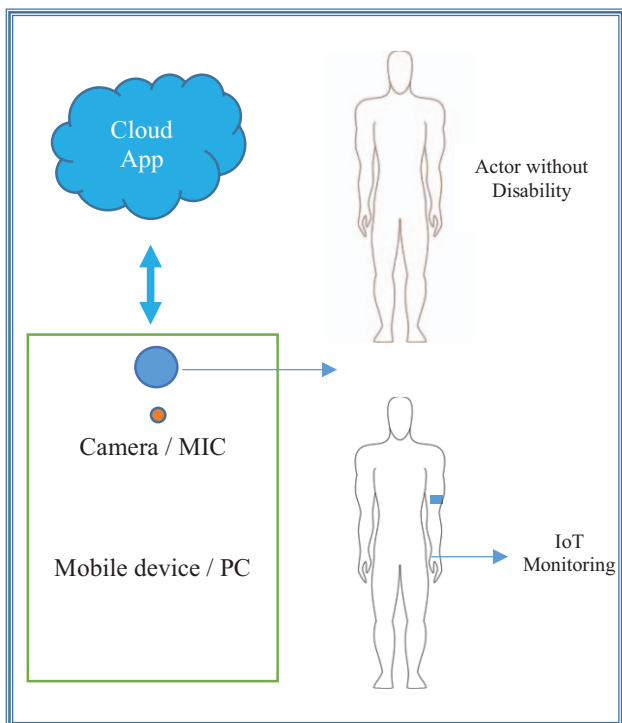 Cloud
App
Actor without
Disability
Camera / MIC
Mobile device / PC
IoT
Monitoring